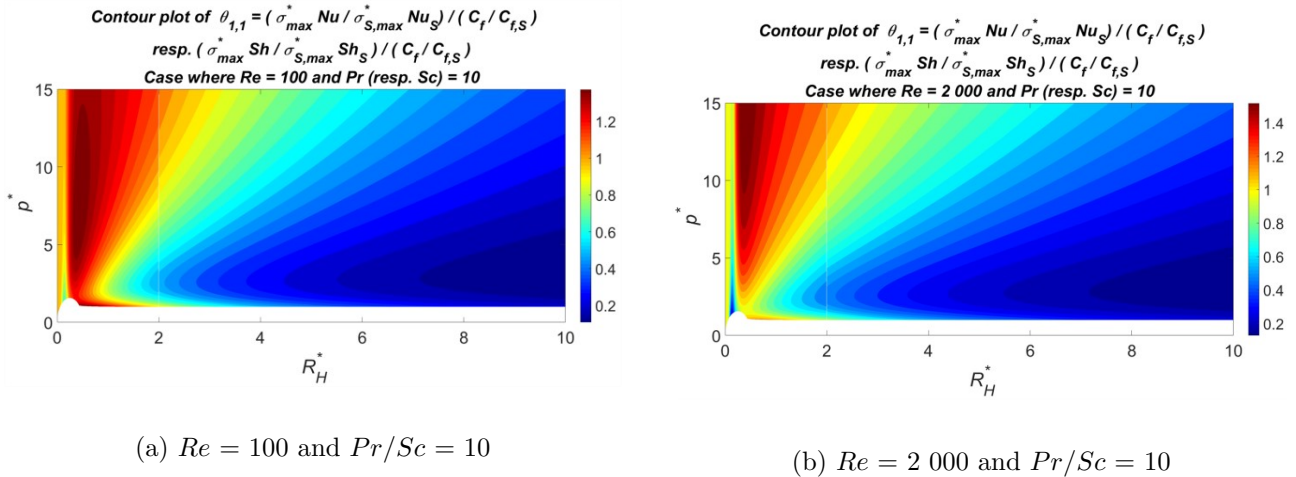 Contour plot of θ1,1 = ( σ*max Nu / σ*S,max NuS) / ( Cf / Cf,S )
resp. ( σ*max Sh / σ*S,max ShS ) / ( Cf / Cf,S )
Case where Re = 100 and Pr (resp. Sc) = 10
15
10
5
0
p*
0
2
4
6
8
10
R*H
1.2
1
0.8
0.6
0.4
0.2
(a) Re = 100 and Pr/Sc = 10
Contour plot of θ1,1 = ( σ*max Nu / σ*S,max NuS) / ( Cf / Cf,S )
resp. ( σ*max Sh / σ*S,max ShS ) / ( Cf / Cf,S )
Case where Re = 2 000 and Pr (resp. Sc) = 10
15
10
5
0
p*
0
2
4
6
8
10
R*H
1.4
1.2
1
0.8
0.6
0.4
0.2
(b) Re = 2 000 and Pr/Sc = 10